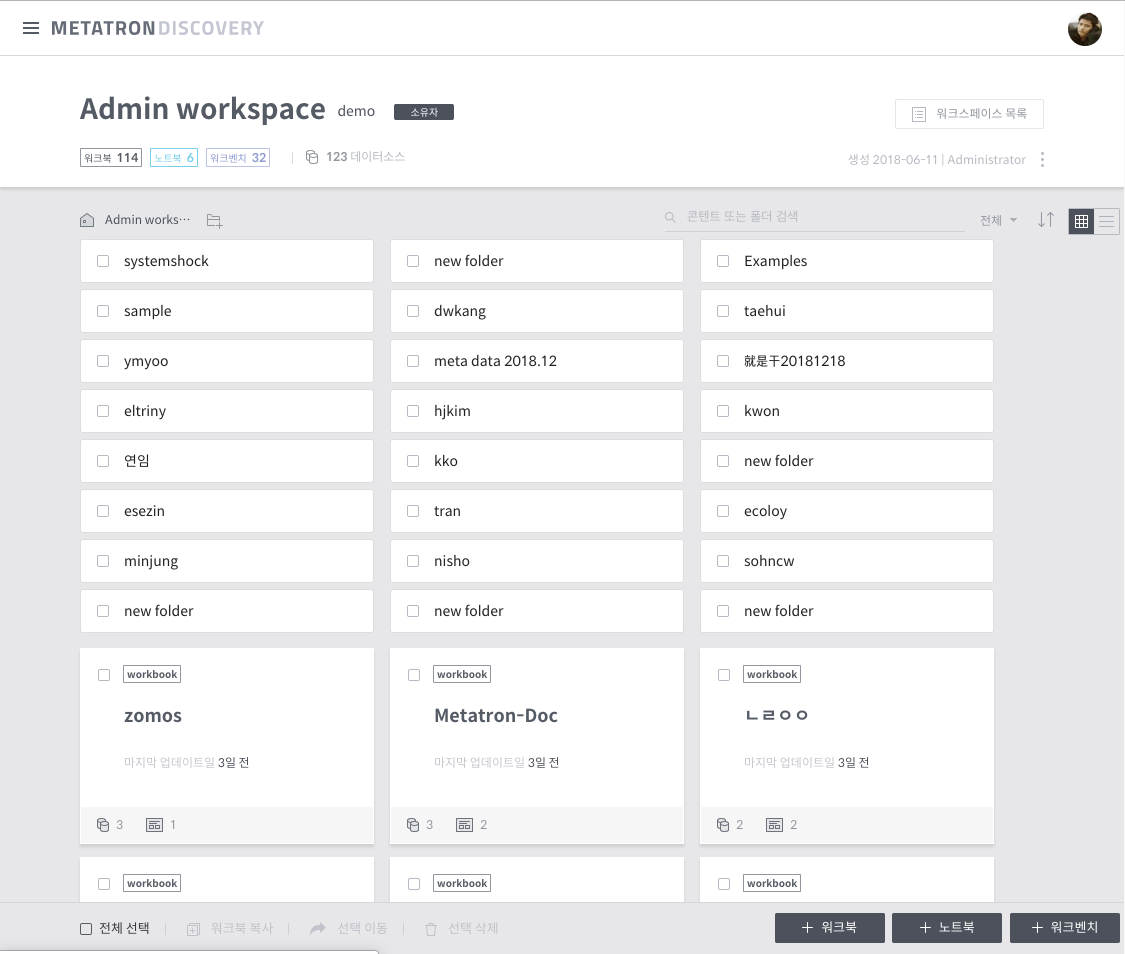 METATRON DISCOVERY
Admin workspace demo 소유자
워크스페이스 목록
워크북 114 노트북 6 워크벤치 32 | 123 데이터소스
생성 2018-06-11 | Administrator
Admin works···
콘텐트 또는 폴더 검색
전체
systemshock new folder Examples
sample dwkang taehui
ymyoo meta data 2018.12 就是干20181218
eltriny hjkim kwon
연임 kko new folder
esezin tran ecoloy
minjung nisho sohncw
new folder new folder new folder
workbook workbook workbook
zomos Metatron-Doc ㄴㄹㅇㅇ
마지막 업데이트일 3일 전 마지막 업데이트일 3일 전 마지막 업데이트일 3일 전
3 1 3 2 2 2
workbook workbook workbook
전체 선택 | 워크북 복사 | 선택 이동 | 선택 삭제
+ 워크북 + 노트북 + 워크벤치